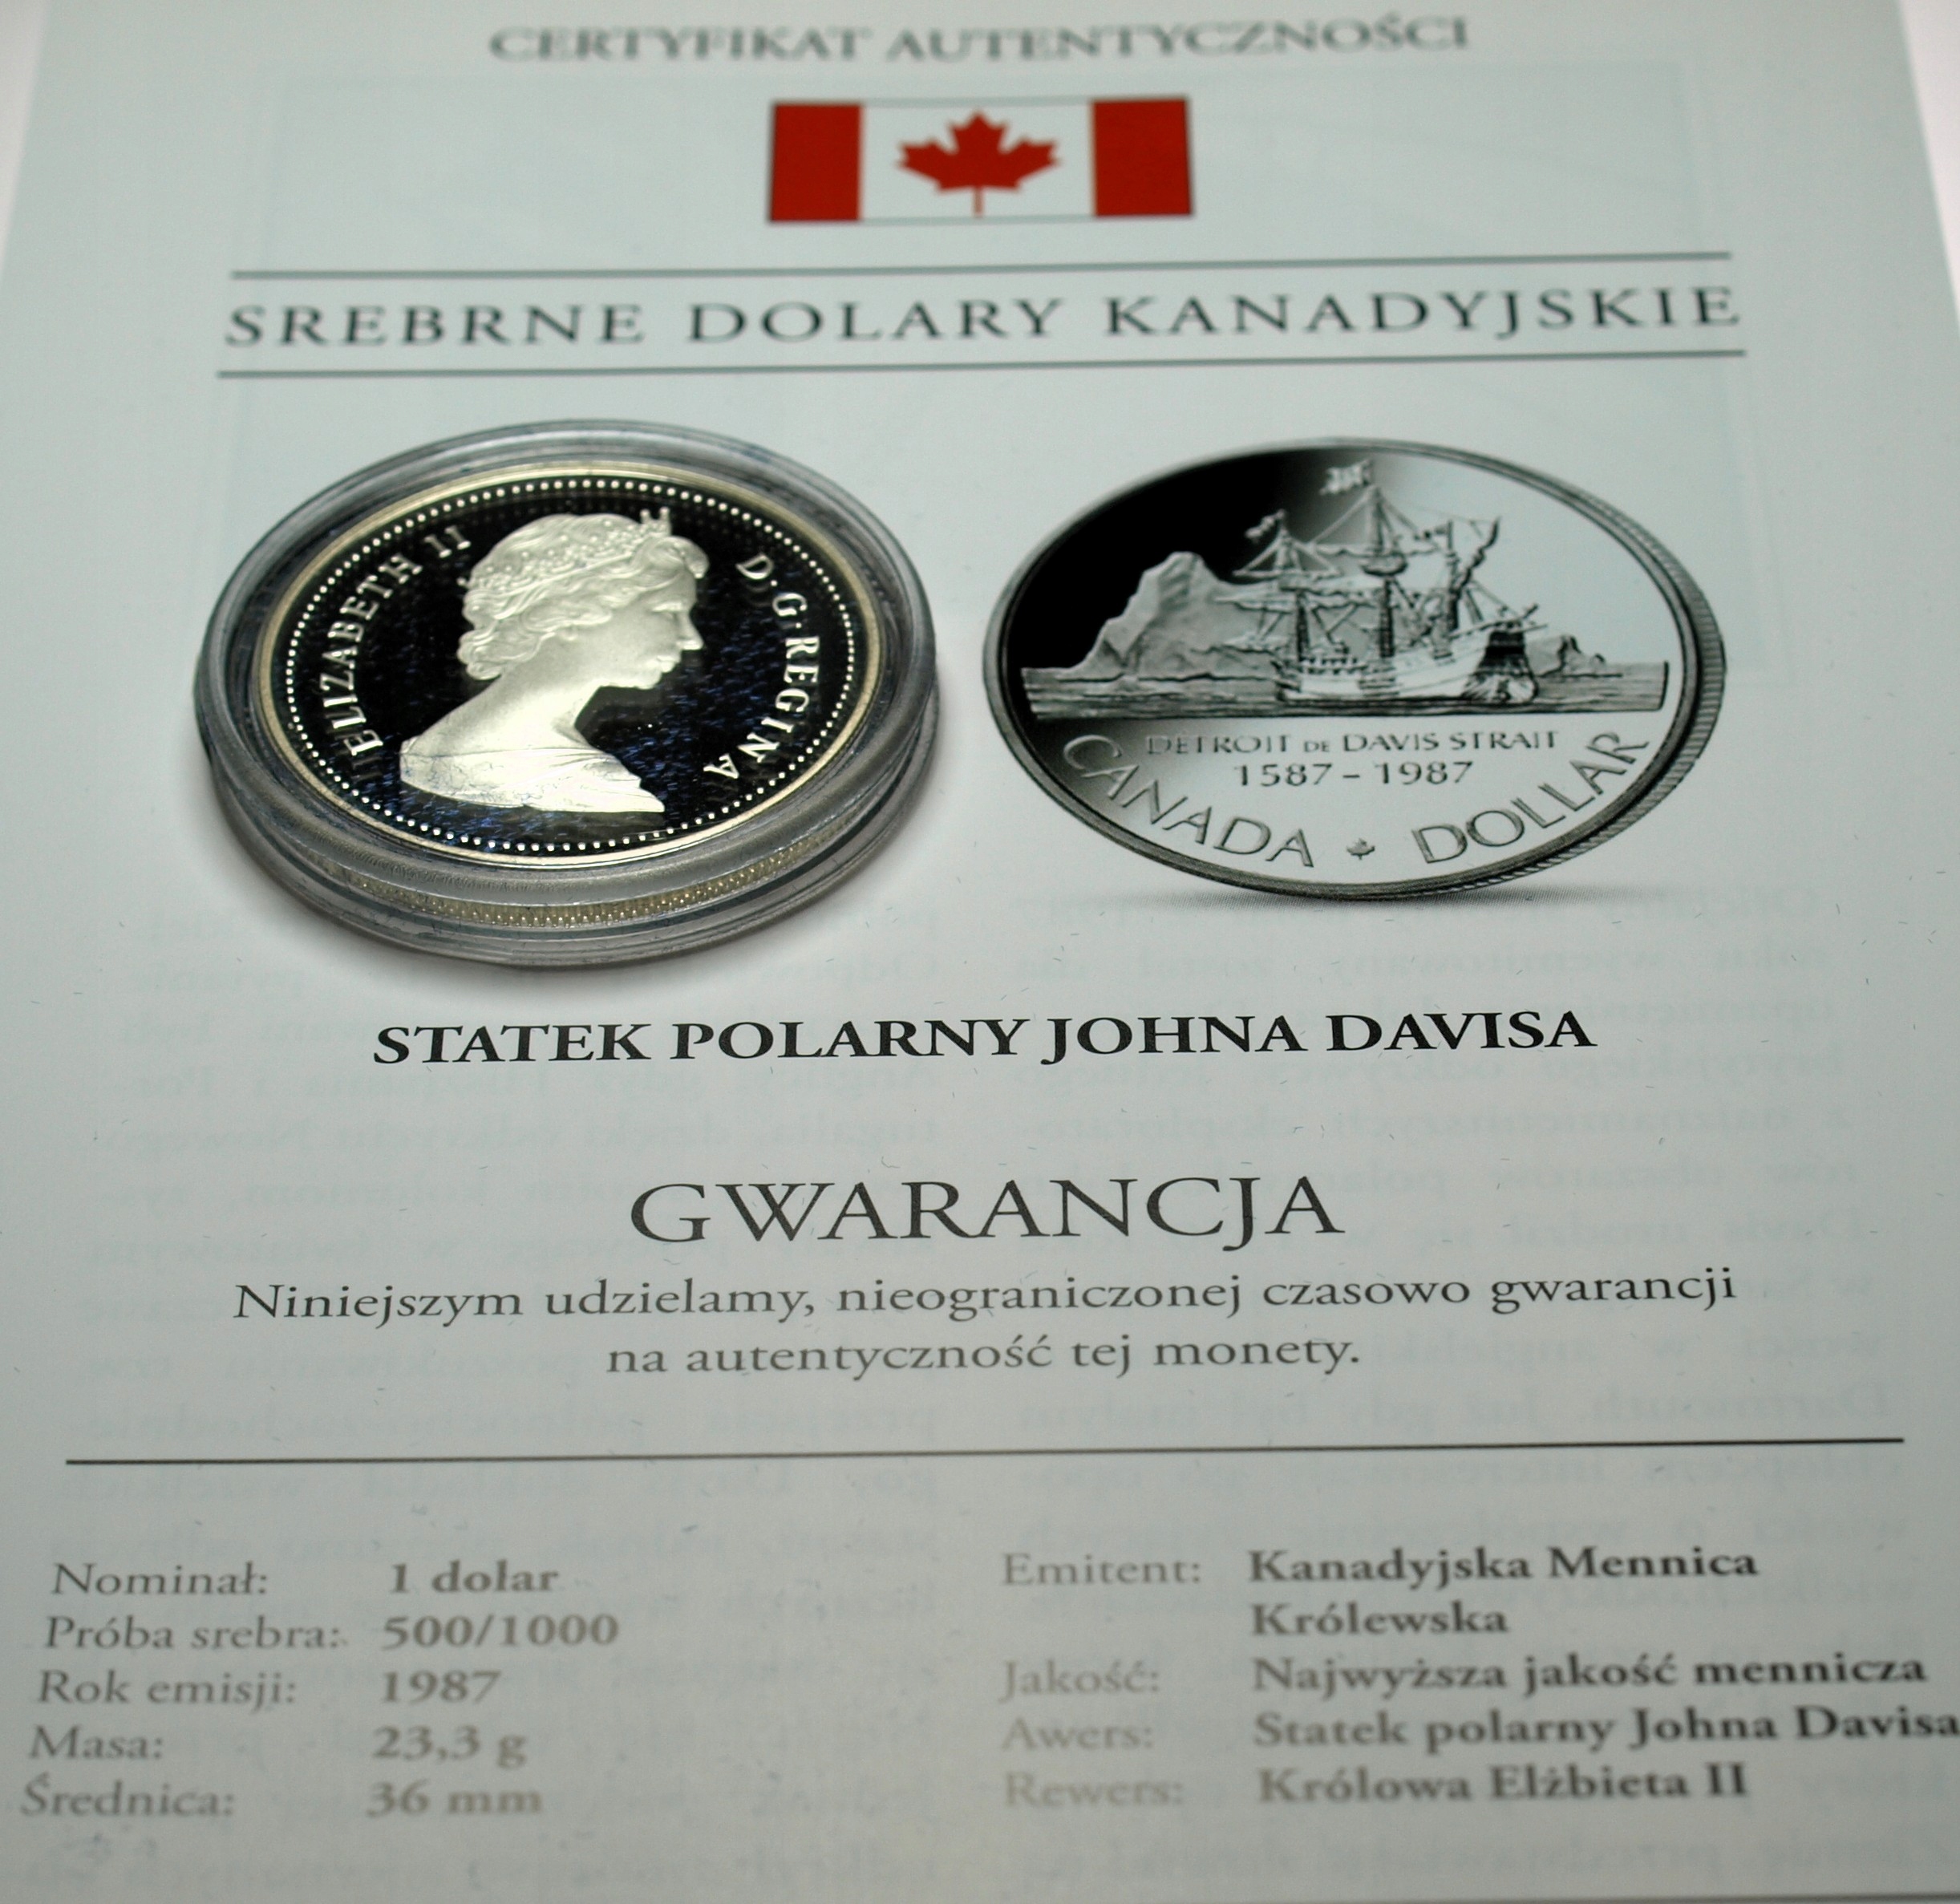 CERTYFIKAT AUTENTYCZNOŚCI
SREBRNE DOLARY KANADYJSKIE
ELIZABETH II D·G·REGINA
DETROIT DE DAVIS STRAIT
1587 – 1987
CANADA DOLLAR
STATEK POLARNY JOHNA DAVISA
GWARANCJA
Niniejszym udzielamy, nieograniczonej czasowo gwarancji
na autentyczność tej monety.
Nominał: 1 dolar
Próba srebra: 500/1000
Rok emisji: 1987
Masa: 23,3 g
Średnica: 36 mm
Emitent: Kanadyjska Mennica
Królewska
Jakość: Najwyższa jakość mennicza
Awers: Statek polarny Johna Davisa
Rewers: Królowa Elżbieta II